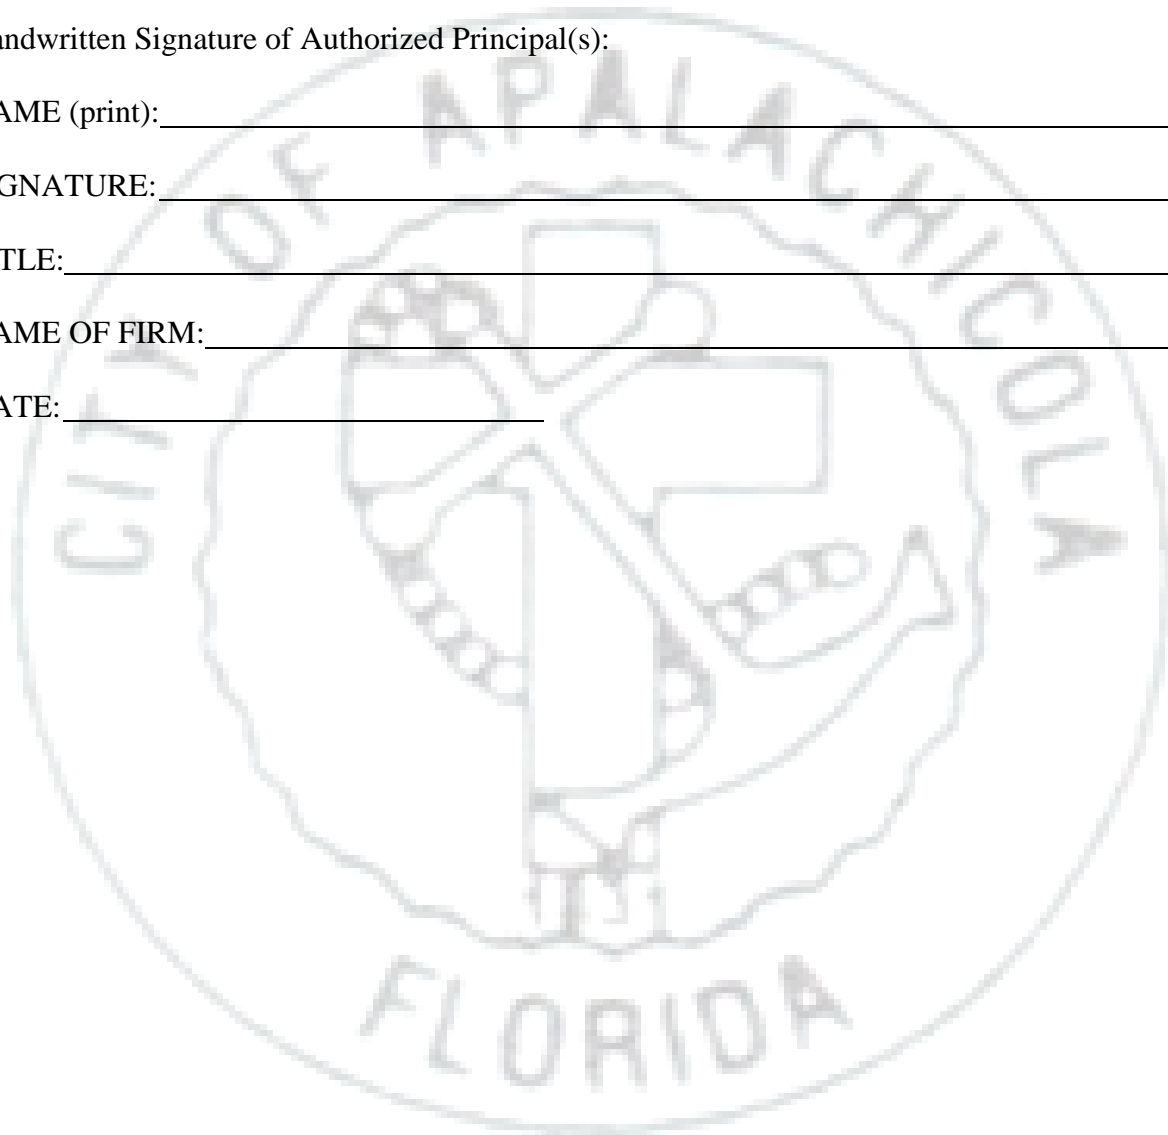 andwritten Signature of Authorized Principal(s):
AME (print):
GNATURE:
TLE:
AME OF FIRM:
ATE:
CITY OF APALACHICOLA
FLORIDA